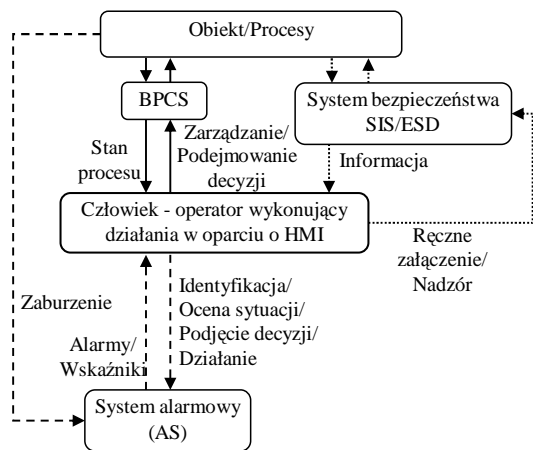 Obiekt/Procesy
BPCS
System bezpieczeństwa
SIS/ESD
Stan
procesu
Zarządzanie/
Podejmowanie
decyzji
Informacja
Człowiek - operator wykonujący
działania w oparciu o HMI
Ręczne
załączenie/
Nadzór
Zaburzenie
Alarmy/
Wskaźniki
Identyfikacja/
Ocena sytuacji/
Podjęcie decyzji/
Działanie
System alarmowy
(AS)